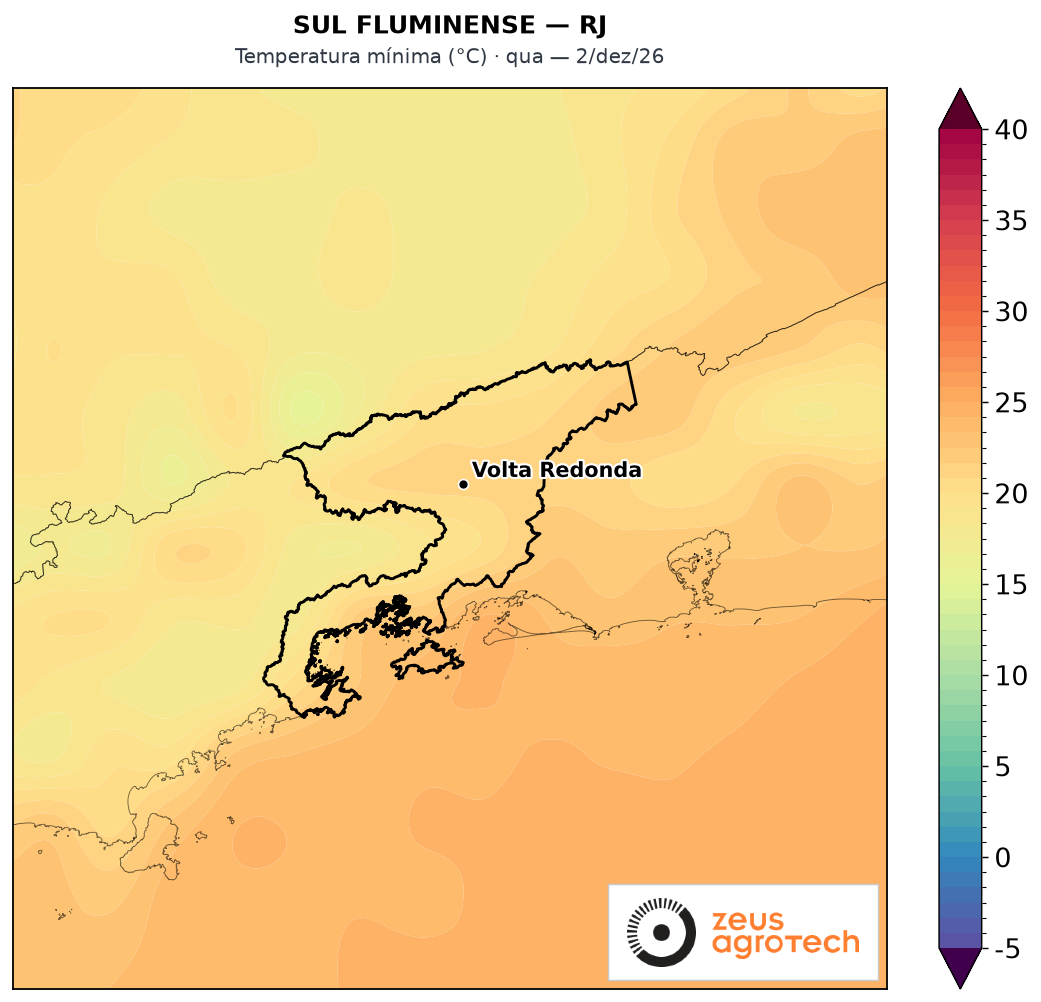 SUL FLUMINENSE — RJ
Temperatura mínima (°C) · qua — 2/dez/26
40
35
30
25
20
15
10
5
0
-5
Volta Redonda
zeus
agrotech